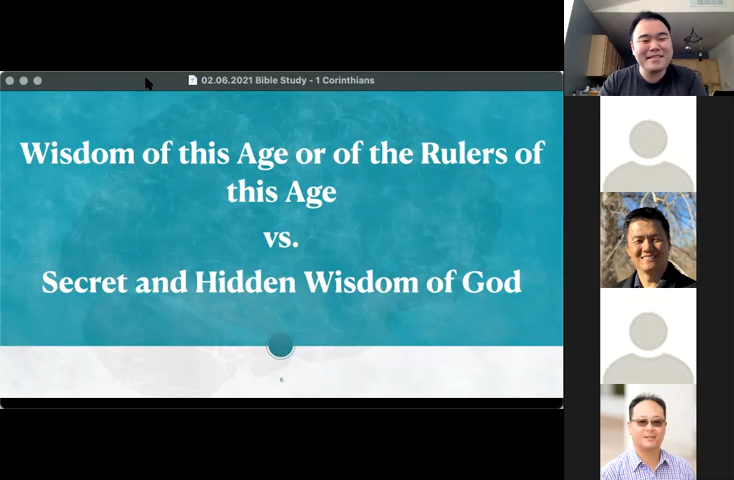 02.06.2021 Bible Study - 1 Corinthians
Wisdom of this Age or of the Rulers of
this Age
vs.
Secret and Hidden Wisdom of God
6